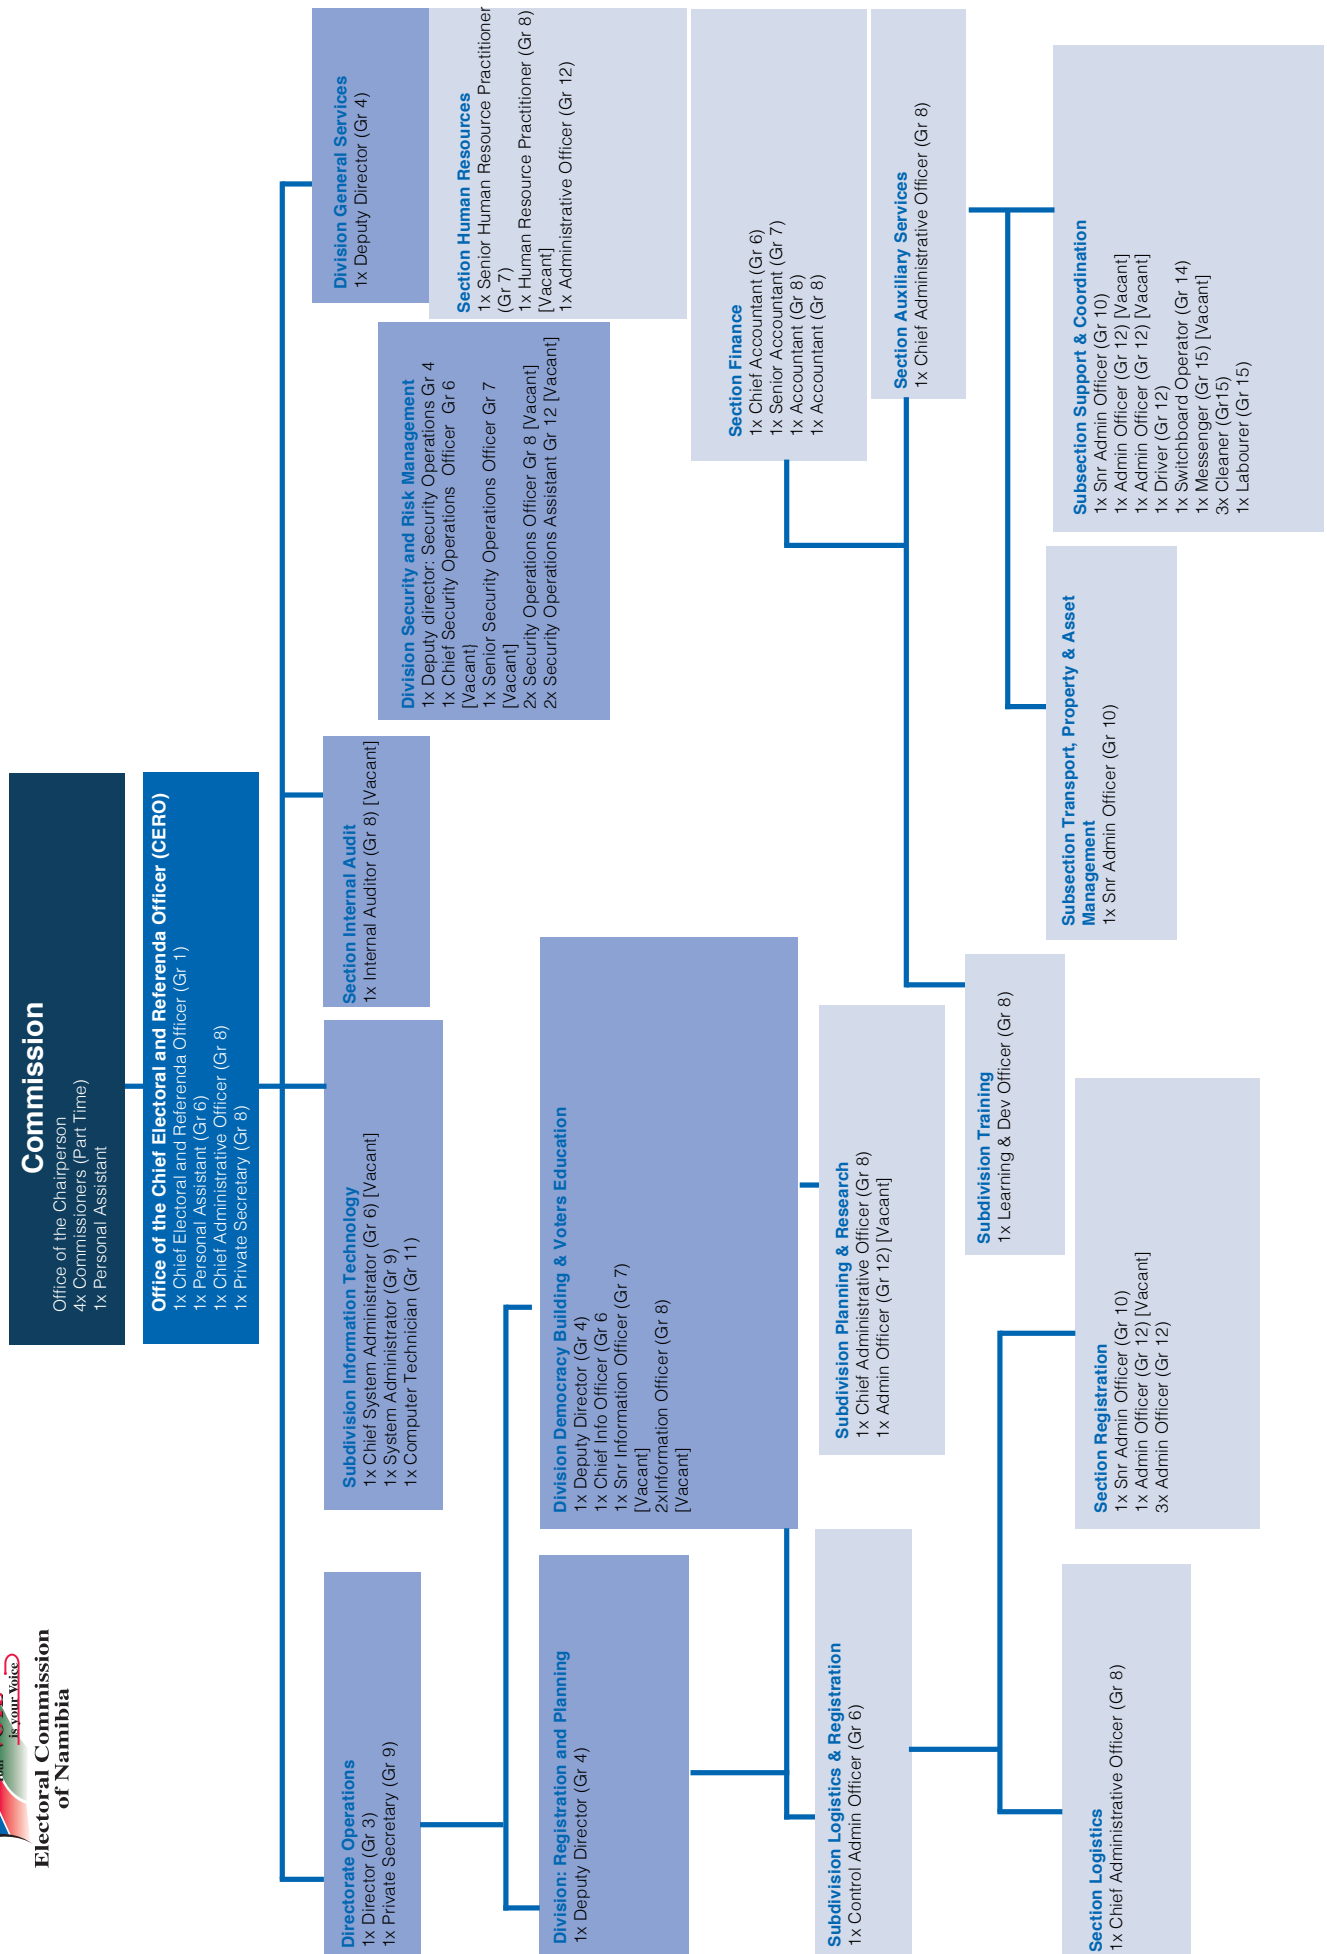 Your VOTE
is your Voice
Electoral Commission
of Namibia
Commission
Office of the Chairperson
4x Commissioners (Part Time)
1x Personal Assistant
Office of the Chief Electoral and Referenda Officer (CERO)
1x Chief Electoral and Referenda Officer (Gr 1)
1x Personal Assistant (Gr 6)
1x Chief Administrative Officer (Gr 8)
1x Private Secretary (Gr 8)
Directorate Operations
1x Director (Gr 3)
1x Private Secretary (Gr 9)
Subdivision Information Technology
1x Chief System Administrator (Gr 6) [Vacant]
1x System Administrator (Gr 9)
1x Computer Technician (Gr 11)
Section Internal Audit
1x Internal Auditor (Gr 8) [Vacant]
Division Security and Risk Management
1x Deputy director: Security Operations Gr 4
1x Chief Security Operations Officer Gr 6
[Vacant}
1x Senior Security Operations Officer Gr 7
[Vacant]
2x Security Operations Officer Gr 8 [Vacant]
2x Security Operations Assistant Gr 12 [Vacant]
Division General Services
1x Deputy Director (Gr 4)
Section Human Resources
1x Senior Human Resource Practitioner
(Gr 7)
1x Human Resource Practitioner (Gr 8)
[Vacant]
1x Administrative Officer (Gr 12)
Division: Registration and Planning
1x Deputy Director (Gr 4)
Division Democracy Building & Voters Education
1x Deputy Director (Gr 4)
1x Chief Info Officer (Gr 6
1x Snr Information Officer (Gr 7)
[Vacant]
2xInformation Officer (Gr 8)
[Vacant]
Section Finance
1x Chief Accountant (Gr 6)
1x Senior Accountant (Gr 7)
1x Accountant (Gr 8)
1x Accountant (Gr 8)
Subdivision Logistics & Registration
1x Control Admin Officer (Gr 6)
Subdivision Planning & Research
1x Chief Administrative Officer (Gr 8)
1x Admin Officer (Gr 12) [Vacant]
Section Auxiliary Services
1x Chief Administrative Officer (Gr 8)
Subdivision Training
1x Learning & Dev Officer (Gr 8)
Section Logistics
1x Chief Administrative Officer (Gr 8)
Section Registration
1x Snr Admin Officer (Gr 10)
1x Admin Officer (Gr 12) [Vacant]
3x Admin Officer (Gr 12)
Subsection Transport, Property & Asset
Management
1x Snr Admin Officer (Gr 10)
Subsection Support & Coordination
1x Snr Admin Officer (Gr 10)
1x Admin Officer (Gr 12) [Vacant]
1x Admin Officer (Gr 12) [Vacant]
1x Driver (Gr 12)
1x Switchboard Operator (Gr 14)
1x Messenger (Gr 15) [Vacant]
3x Cleaner (Gr15)
1x Labourer (Gr 15)